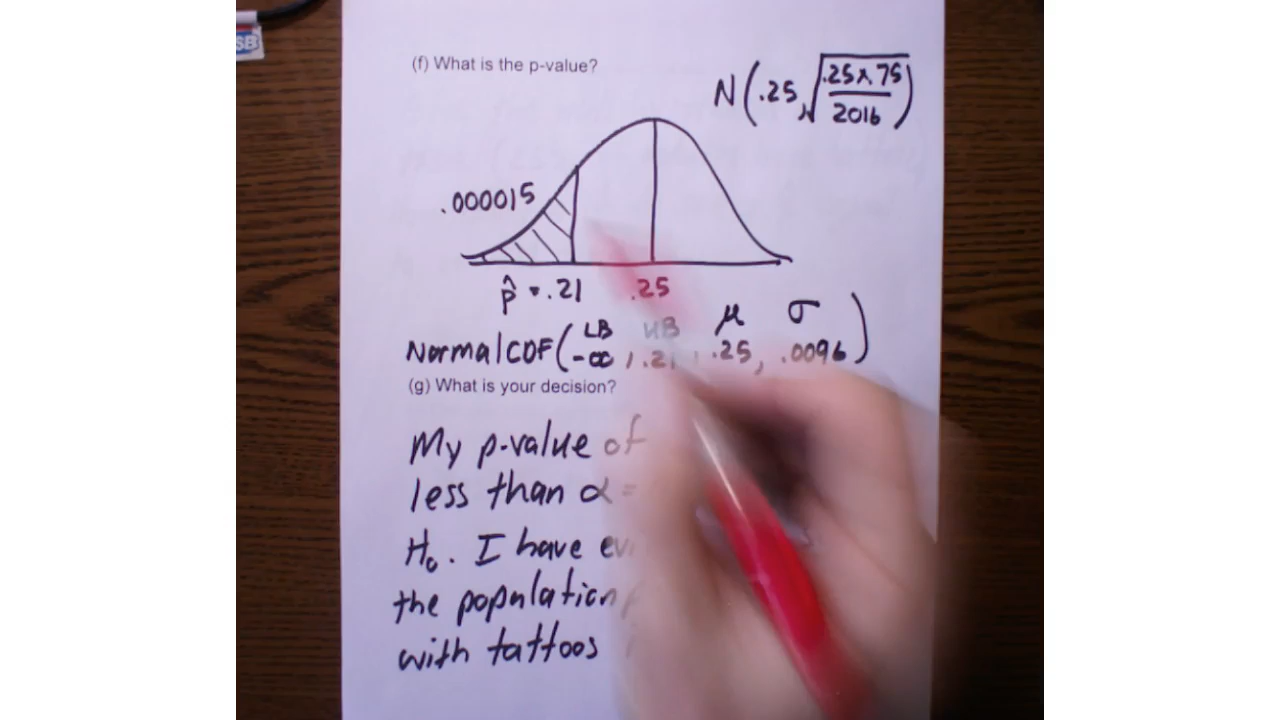 SB
(f) What is the p-value?
N(.25, √(.25×.75/2016))
.000015
p̂ = .21 .25
LB UB μ σ
NormalCDF(-∞, .21, .25, .0096)
(g) What is your decision?
My p-value of
less than α =
H₀. I have
the population
with tattoos